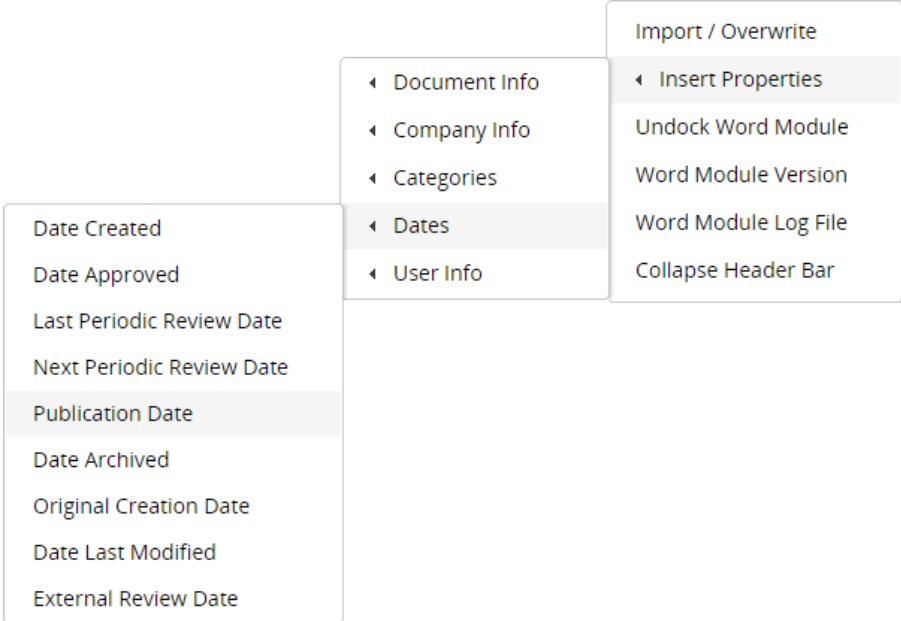 Import / Overwrite
Insert Properties
Undock Word Module
Word Module Version
Word Module Log File
Collapse Header Bar
Document Info
Company Info
Categories
Dates
User Info
Date Created
Date Approved
Last Periodic Review Date
Next Periodic Review Date
Publication Date
Date Archived
Original Creation Date
Date Last Modified
External Review Date